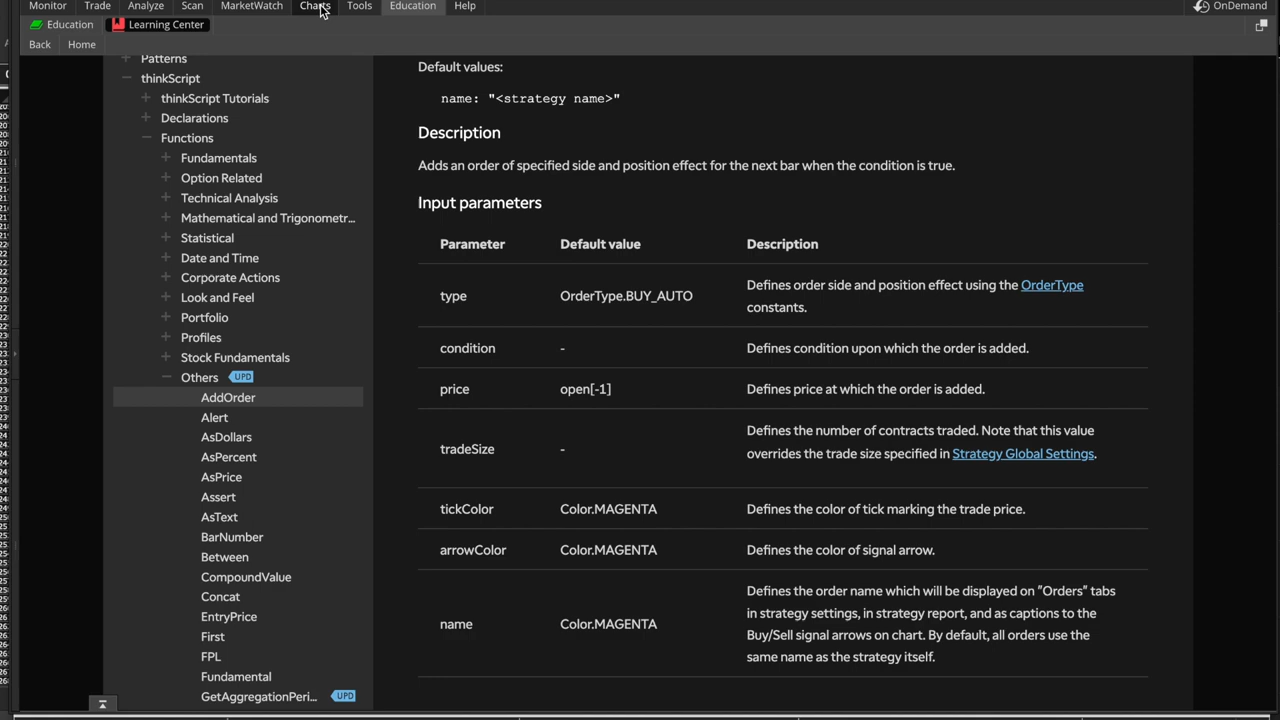 Monitor Trade Analyze Scan MarketWatch Charts Tools Education Help OnDemand
Education Learning Center
Back Home
Patterns
thinkScript
thinkScript Tutorials
Declarations
Functions
Fundamentals
Option Related
Technical Analysis
Mathematical and Trigonometr...
Statistical
Date and Time
Corporate Actions
Look and Feel
Portfolio
Profiles
Stock Fundamentals
Others UPD
AddOrder
Alert
AsDollars
AsPercent
AsPrice
Assert
AsText
BarNumber
Between
CompoundValue
Concat
EntryPrice
First
FPL
Fundamental
GetAggregationPeri... UPD
Default values:
name: "<strategy name>"
Description
Adds an order of specified side and position effect for the next bar when the condition is true.
Input parameters
Parameter Default value Description
type OrderType.BUY_AUTO Defines order side and position effect using the OrderType
constants.
condition - Defines condition upon which the order is added.
price open[-1] Defines price at which the order is added.
tradeSize - Defines the number of contracts traded. Note that this value
overrides the trade size specified in Strategy Global Settings.
tickColor Color.MAGENTA Defines the color of tick marking the trade price.
arrowColor Color.MAGENTA Defines the color of signal arrow.
name Color.MAGENTA Defines the order name which will be displayed on "Orders" tabs
in strategy settings, in strategy report, and as captions to the
Buy/Sell signal arrows on chart. By default, all orders use the
same name as the strategy itself.